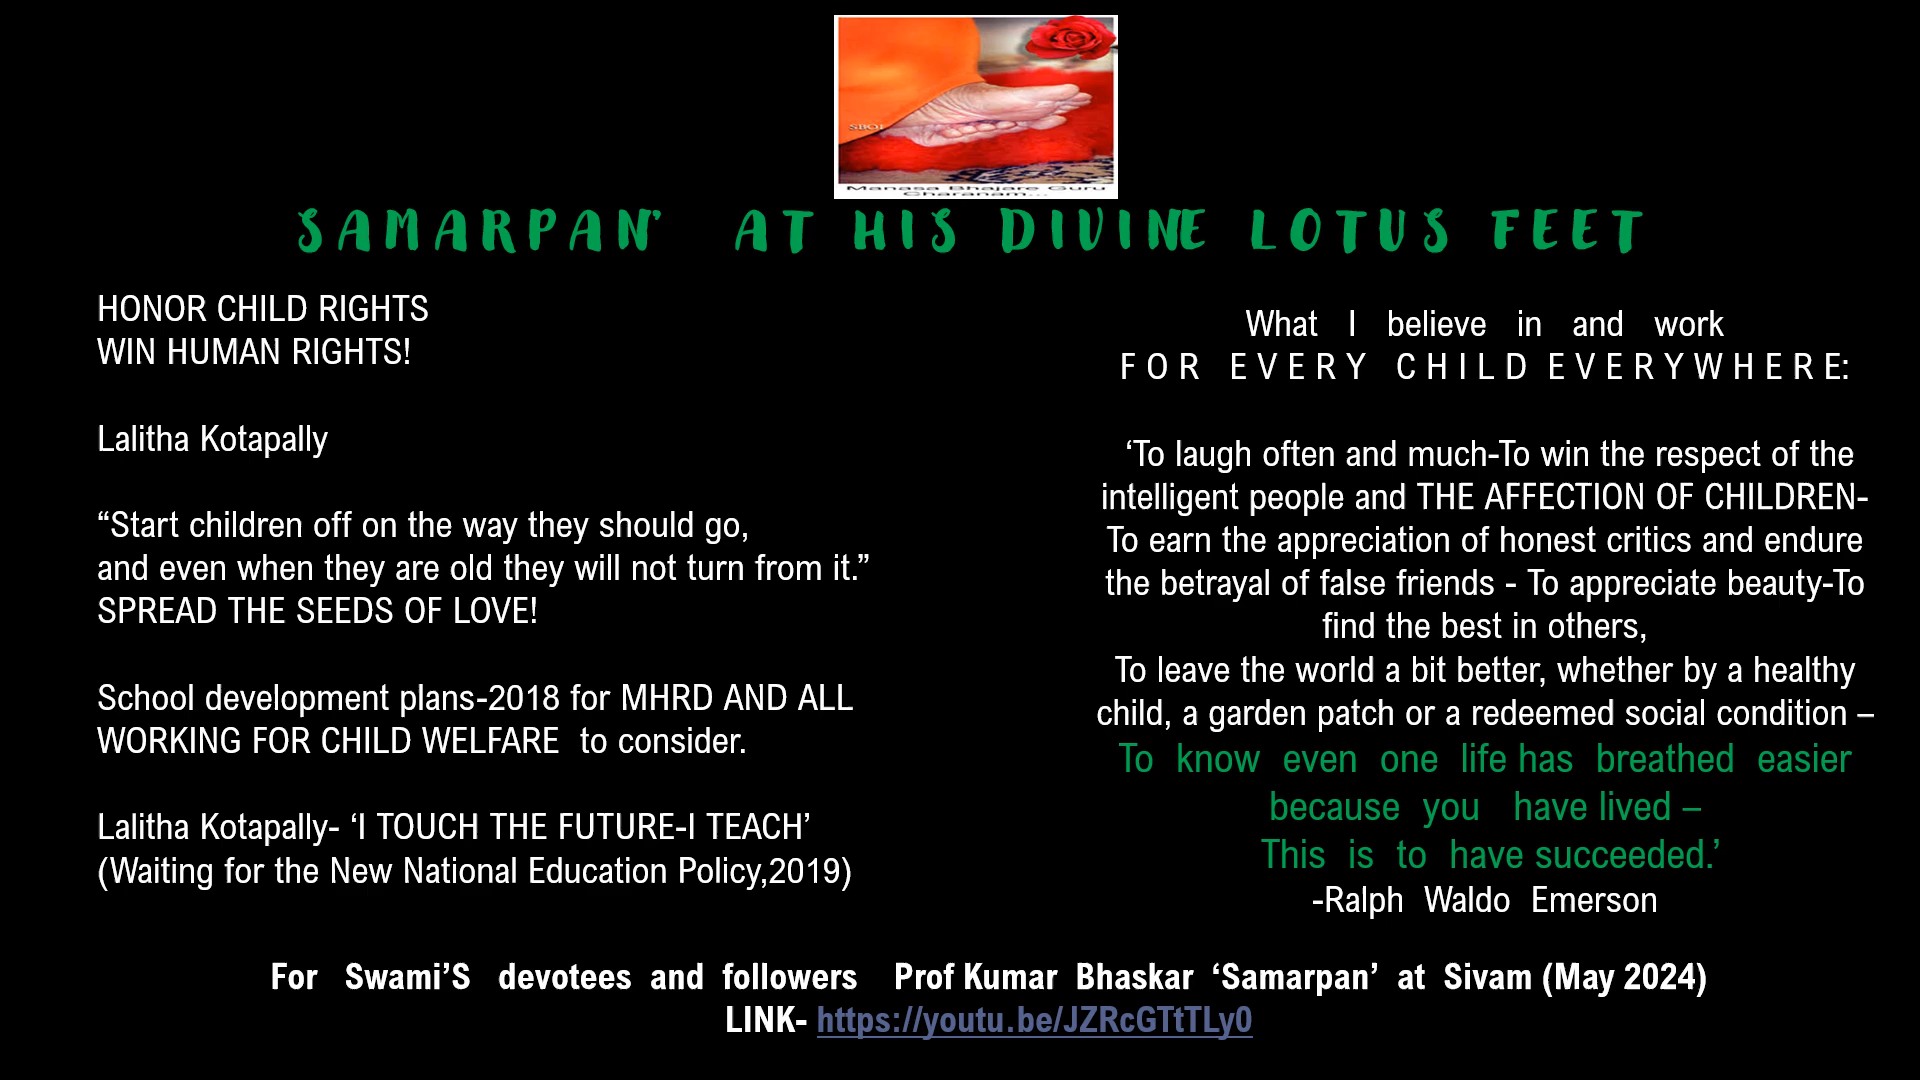 SBOI
Manasa Bhajare Guru
Charanam...
SAMARPAN' AT HIS DIVINE LOTUS FEET
HONOR CHILD RIGHTS
WIN HUMAN RIGHTS!
Lalitha Kotapally
“Start children off on the way they should go,
and even when they are old they will not turn from it.”
SPREAD THE SEEDS OF LOVE!
School development plans-2018 for MHRD AND ALL
WORKING FOR CHILD WELFARE to consider.
Lalitha Kotapally- ‘I TOUCH THE FUTURE-I TEACH’
(Waiting for the New National Education Policy,2019)
What I believe in and work
F O R E V E R Y C H I L D E V E R Y W H E R E:
‘To laugh often and much-To win the respect of the
intelligent people and THE AFFECTION OF CHILDREN-
To earn the appreciation of honest critics and endure
the betrayal of false friends - To appreciate beauty-To
find the best in others,
To leave the world a bit better, whether by a healthy
child, a garden patch or a redeemed social condition –
To know even one life has breathed easier
because you have lived –
This is to have succeeded.’
-Ralph Waldo Emerson
For Swami’S devotees and followers Prof Kumar Bhaskar ‘Samarpan’ at Sivam (May 2024)
LINK- https://youtu.be/JZRcGTtTLy0